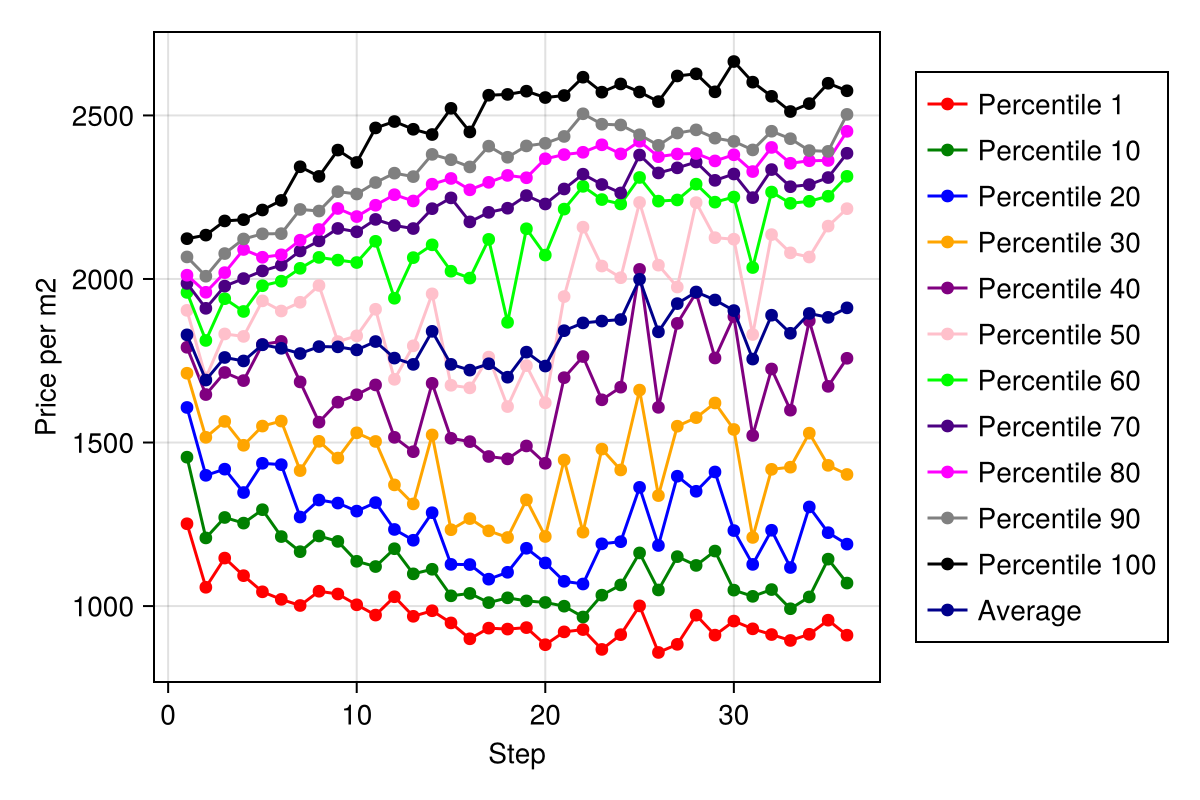 2500
2000
1500
1000
Price per m2
0 10 20 30
Step
Percentile 1
Percentile 10
Percentile 20
Percentile 30
Percentile 40
Percentile 50
Percentile 60
Percentile 70
Percentile 80
Percentile 90
Percentile 100
Average